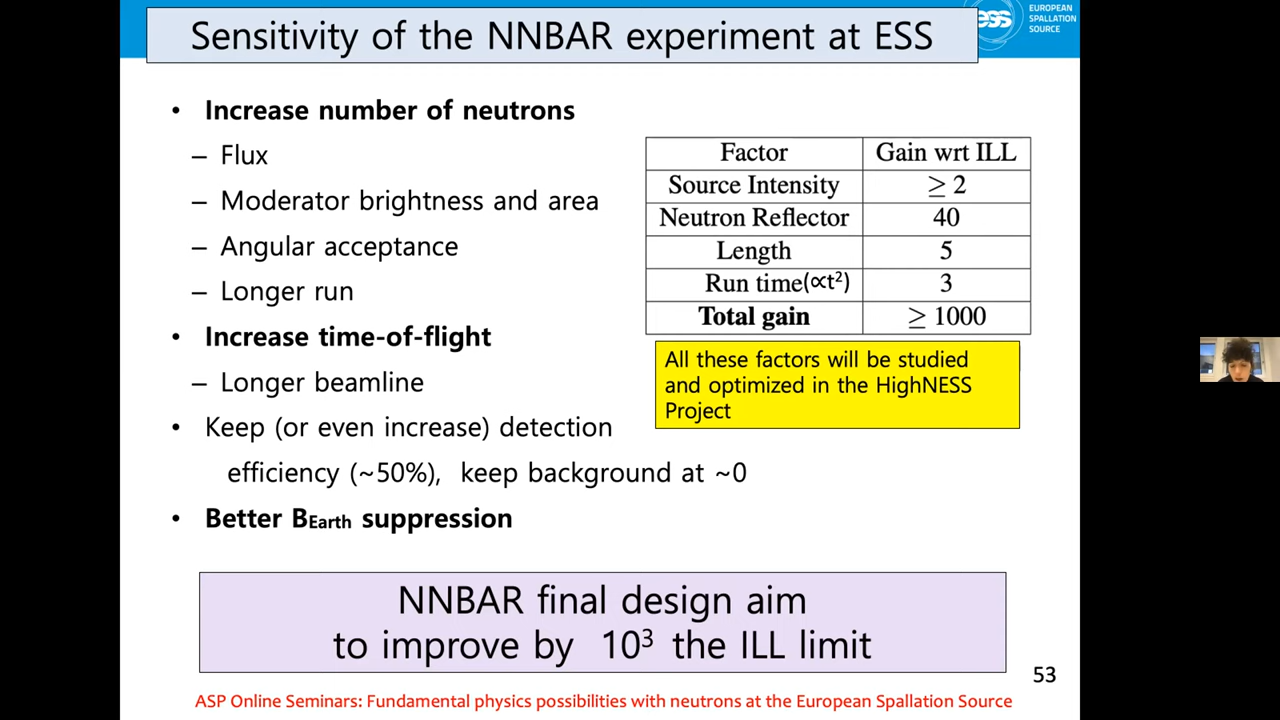 Sensitivity of the NNBAR experiment at ESS
ess
EUROPEAN
SPALLATION
SOURCE
• Increase number of neutrons
– Flux
– Moderator brightness and area
– Angular acceptance
– Longer run
• Increase time-of-flight
– Longer beamline
• Keep (or even increase) detection
efficiency (~50%), keep background at ~0
• Better BEarth suppression
Factor Gain wrt ILL
Source Intensity ≥ 2
Neutron Reflector 40
Length 5
Run time(∝t²) 3
Total gain ≥ 1000
All these factors will be studied
and optimized in the HighNESS
Project
NNBAR final design aim
to improve by 10³ the ILL limit
53
ASP Online Seminars: Fundamental physics possibilities with neutrons at the European Spallation Source